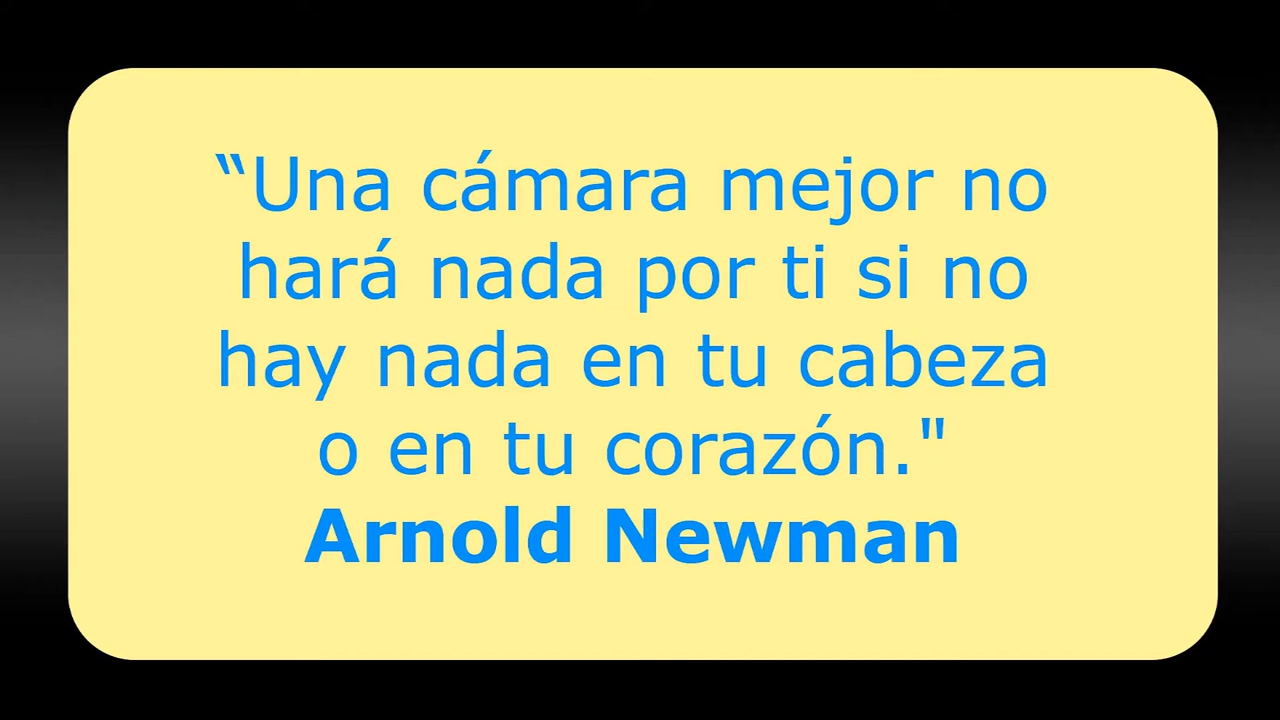 “Una cámara mejor no
hará nada por ti si no
hay nada en tu cabeza
o en tu corazón."
Arnold Newman